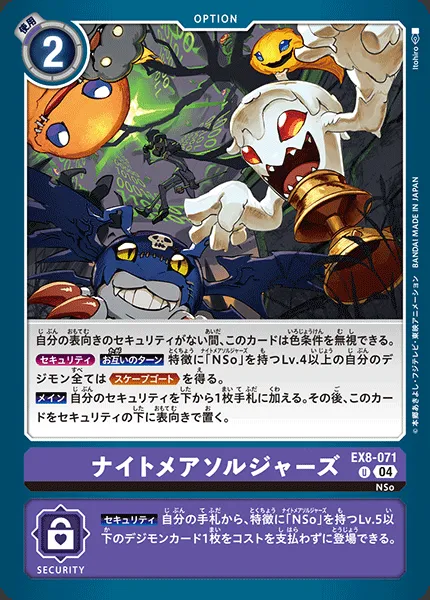 OPTION
使用
2
Itohiro
©本郷あきよし・フジテレビ・東映アニメーション BANDAI MADE IN JAPAN
自分の表向きのセキュリティがない間、このカードは色条件を無視できる。
セキュリティ お互いのターン 特徴に「NSo」を持つLv.4以上の自分のデ
ジモン全ては スケープゴート を得る。
メイン 自分のセキュリティを下から1枚手札に加える。その後、このカー
ドをセキュリティの下に表向きで置く。
ナイトメアソルジャーズ
EX8-071
U 04
NSo
セキュリティ 自分の手札から、特徴に「NSo」を持つLv.5以
下のデジモンカード1枚をコストを支払わずに登場できる。
SECURITY